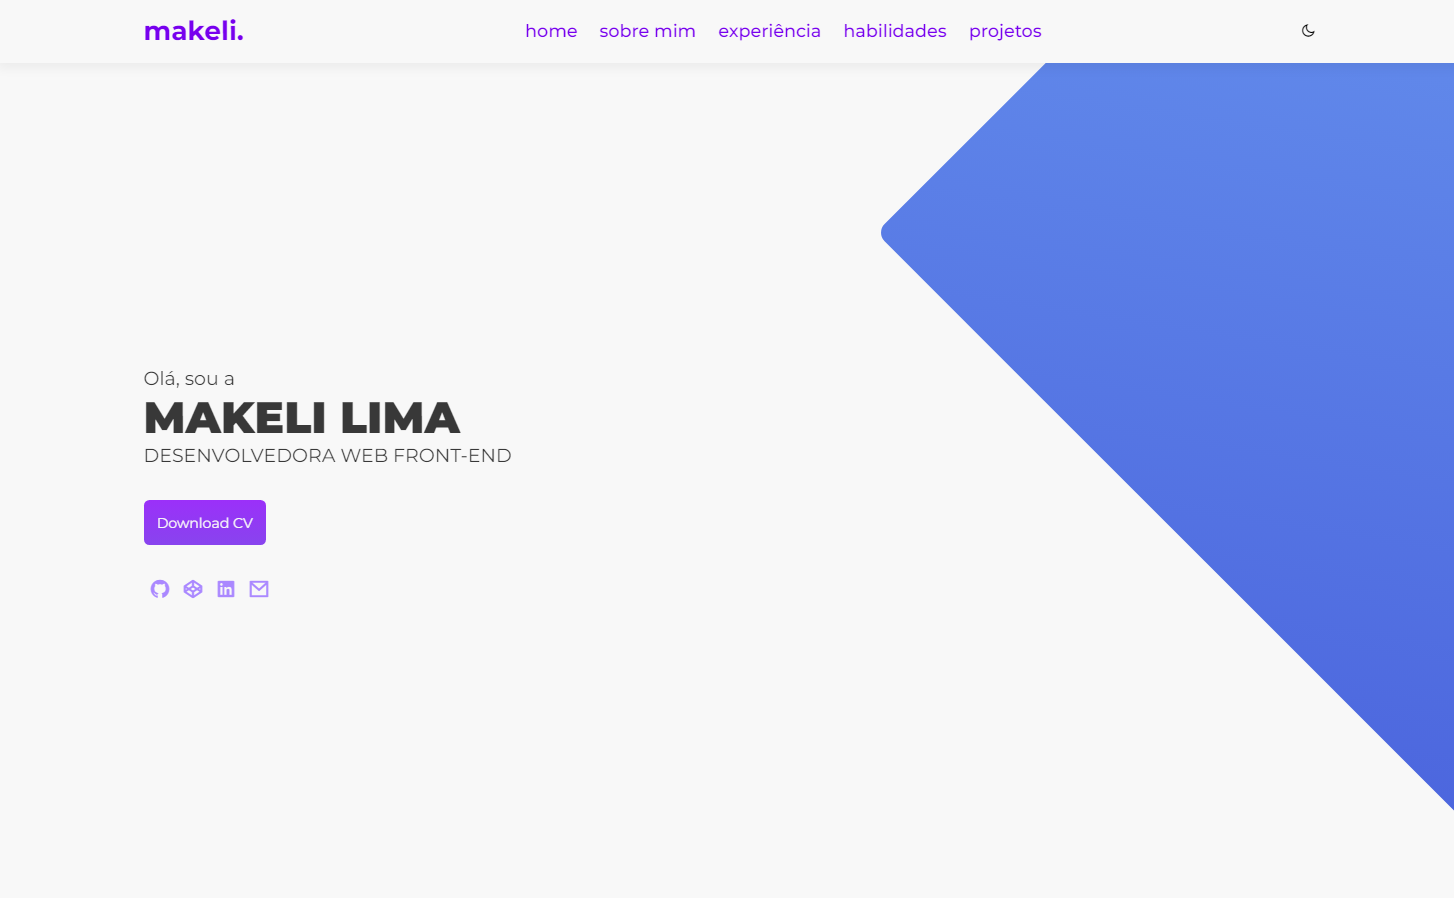 makeli.
home sobre mim experiência habilidades projetos
Olá, sou a
MAKELI LIMA
DESENVOLVEDORA WEB FRONT-END
Download CV